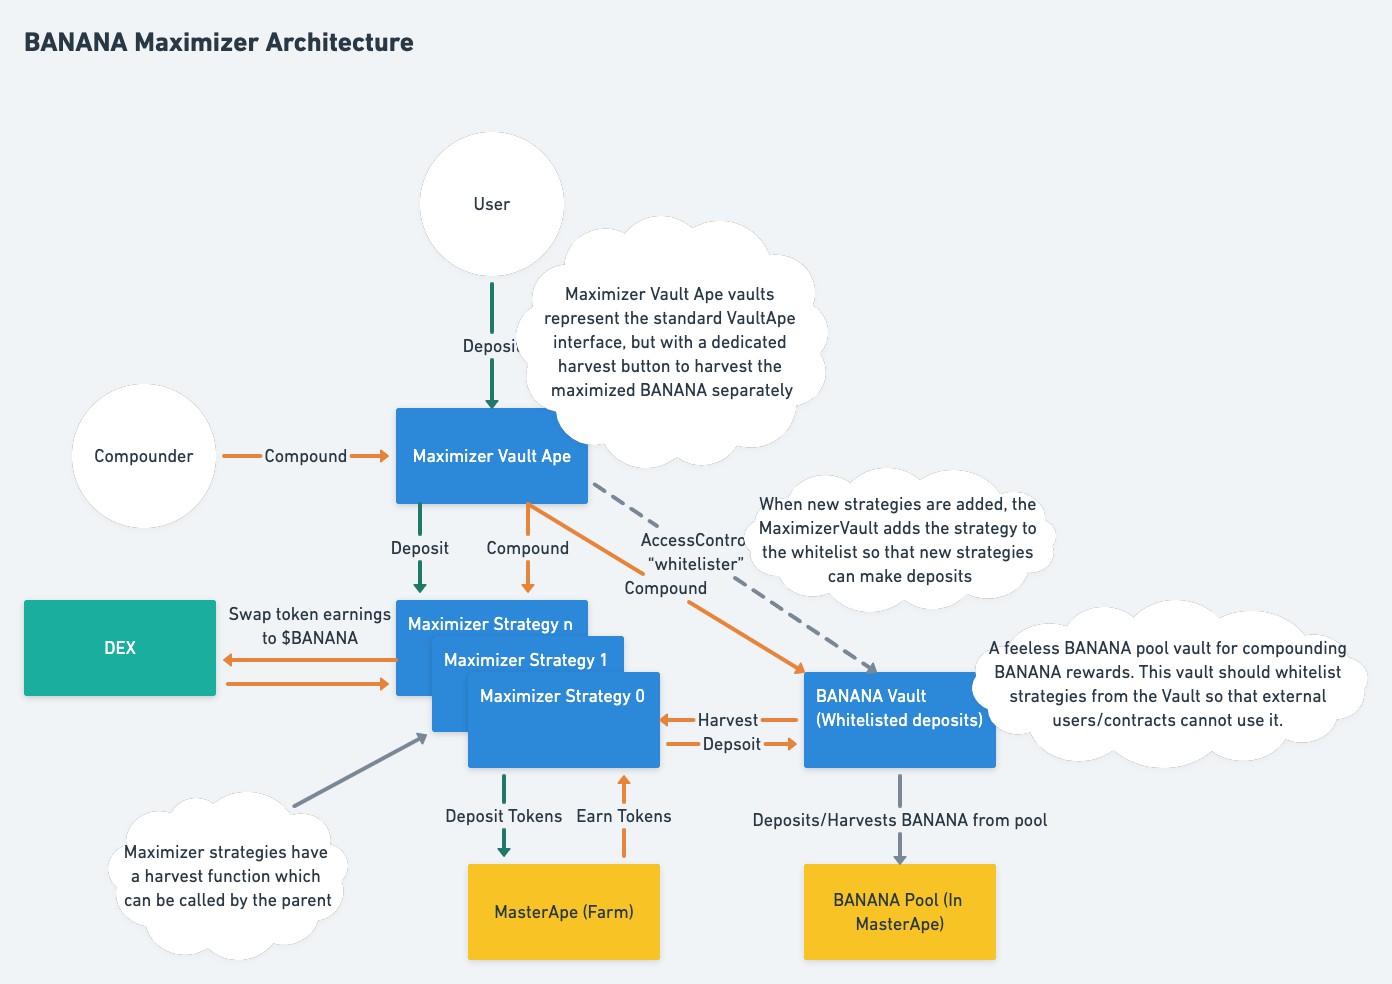 BANANA Maximizer Architecture
User
Maximizer Vault Ape vaults
represent the standard VaultApe
interface, but with a dedicated
harvest button to harvest the
maximized BANANA separately
Deposit
Compounder
Compound
Maximizer Vault Ape
When new strategies are added, the
MaximizerVault adds the strategy to
the whitelist so that new strategies
can make deposits
AccessContro
“whitelister”
Compound
Deposit
Compound
DEX
Swap token earnings
to $BANANA
Maximizer Strategy n
Maximizer Strategy 1
Maximizer Strategy 0
Harvest
Depsoit
BANANA Vault
(Whitelisted deposits)
A feeless BANANA pool vault for compounding
BANANA rewards. This vault should whitelist
strategies from the Vault so that external
users/contracts cannot use it.
Deposit Tokens
Earn Tokens
Deposits/Harvests BANANA from pool
Maximizer strategies have
a harvest function which
can be called by the parent
MasterApe (Farm)
BANANA Pool (In
MasterApe)